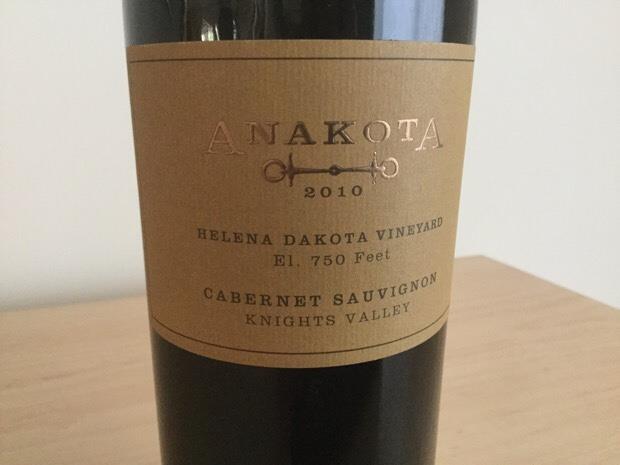 ANAKOTA
2010
HELENA DAKOTA VINEYARD
El. 750 Feet
CABERNET SAUVIGNON
KNIGHTS VALLEY